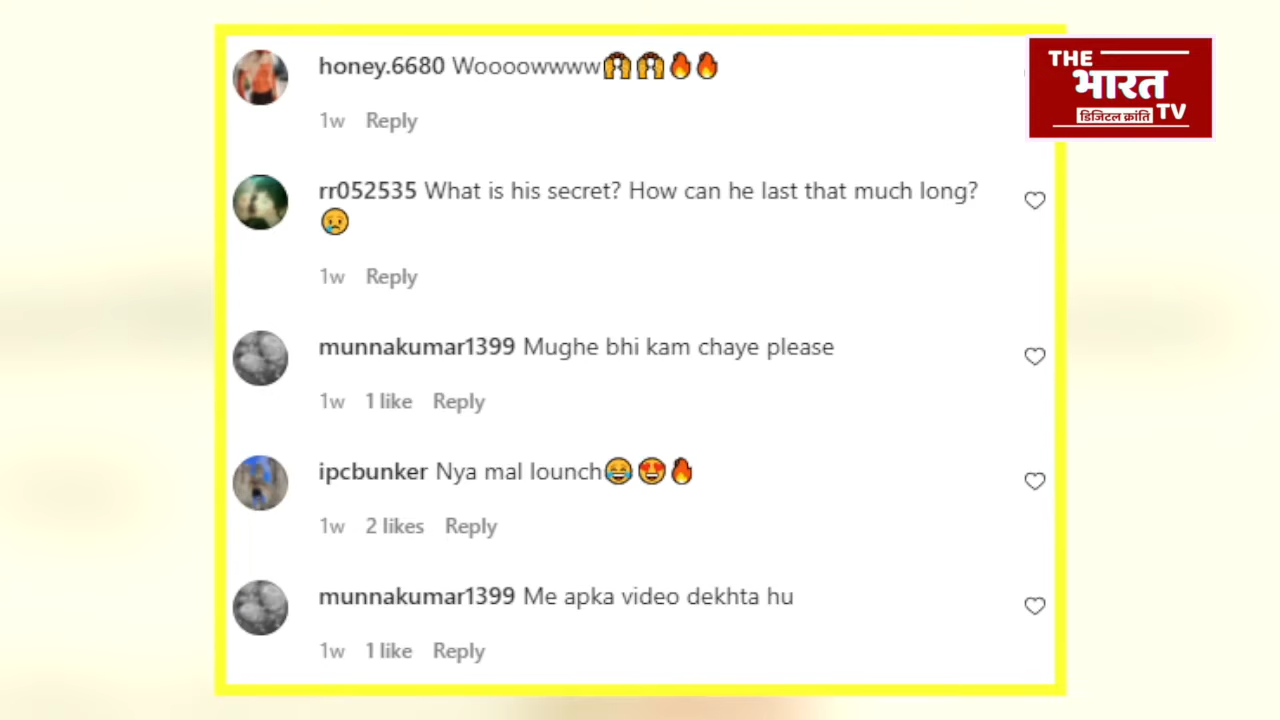 honey.6680 Woooowwww🙌🙌🔥🔥
1w Reply
THE
भारत
TV
डिजिटल क्रांति
rr052535 What is his secret? How can he last that much long?
😢
1w Reply
munnakumar1399 Mughe bhi kam chaye please
1w 1 like Reply
ipcbunker Nya mal lounch😂😍🔥
1w 2 likes Reply
munnakumar1399 Me apka video dekhta hu
1w 1 like Reply